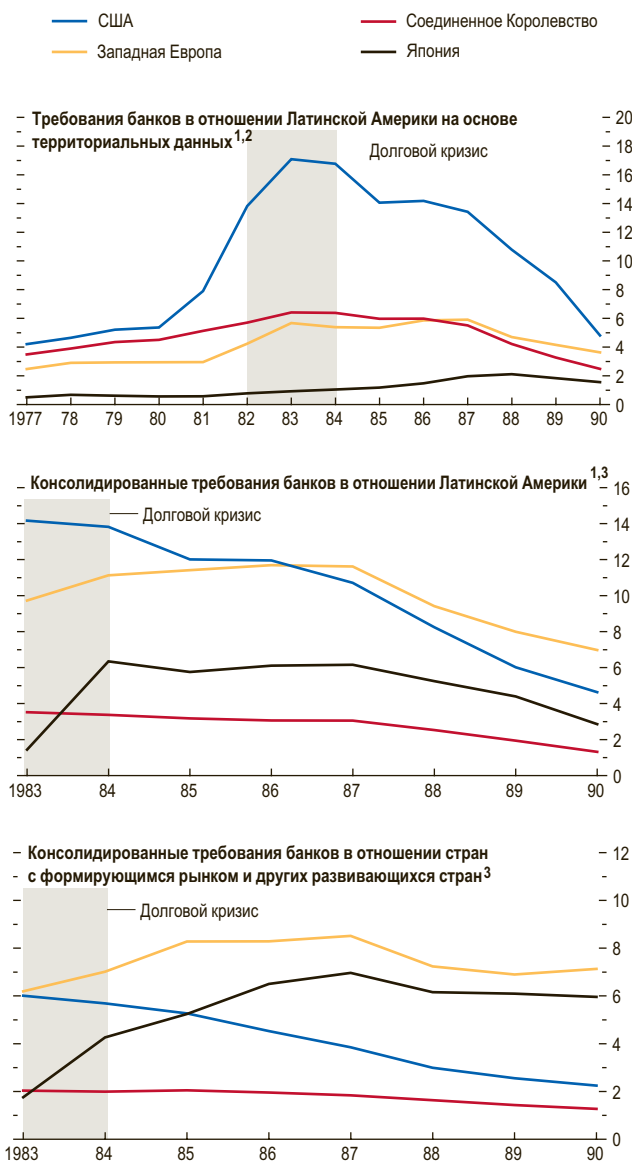 США
Соединенное Королевство
Западная Европа
Япония
Требования банков в отношении Латинской Америки на основе
территориальных данных1,2
Долговой кризис
20
18
16
14
12
10
8
6
4
2
0
1977 78 79 80 81 82 83 84 85 86 87 88 89 90
Консолидированные требования банков в отношении Латинской Америки 1,3
Долговой кризис
16
14
12
10
8
6
4
2
0
1983 84 85 86 87 88 89 90
Консолидированные требования банков в отношении стран
с формирующимся рынком и других развивающихся стран3
Долговой кризис
12
10
8
6
4
2
0
1983 84 85 86 87 88 89 90